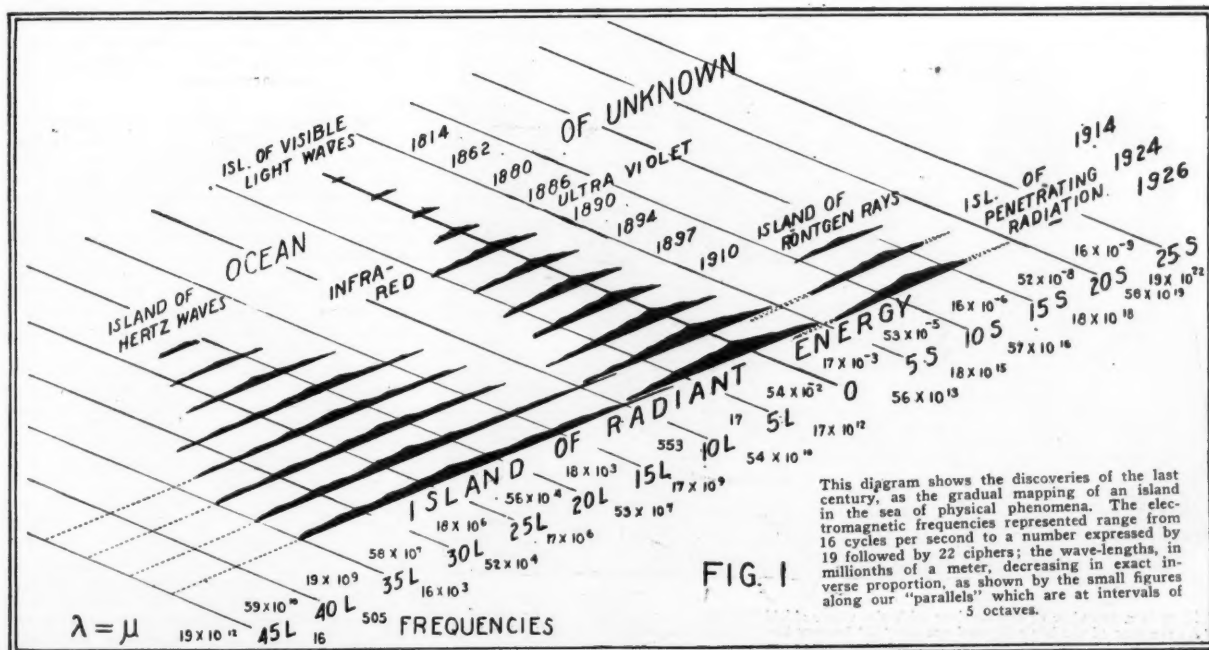 OF UNKNOWN
ISL. OF VISIBLE
LIGHT WAVES
1814
1862
1880
1886
ULTRA VIOLET
1890
1894
1897
1910
ISLAND OF
RÖNTGEN RAYS
ISL. OF
PENETRATING
RADIATION.
1914
1924
1926
OCEAN
INFRA-
RED
ISLAND OF
HERTZ WAVES
ISLAND OF RADIANT ENERGY
16 X 10⁻⁹ 25 S
52 X 10⁻⁸ 20 S 19 X 10²²
16 X 10⁻⁶ 15 S 58 X 10¹⁹
53 X 10⁻⁵ 10 S 18 X 10¹⁸
17 X 10⁻³ 5 S 57 X 10¹⁶
54 X 10⁻² 0 18 X 10¹⁵
17 5 L 56 X 10¹³
553 10 L 17 X 10¹²
18 X 10³ 15 L 54 X 10¹⁰
56 X 10⁴ 20 L 17 X 10⁹
18 X 10⁶ 25 L 53 X 10⁷
58 X 10⁷ 30 L 17 X 10⁶
19 X 10⁹ 35 L 52 X 10⁴
59 X 10¹⁰ 40 L 16 X 10³
19 X 10¹² 45 L 505
16
λ = μ
FREQUENCIES
FIG. 1
This diagram shows the discoveries of the last
century, as the gradual mapping of an island
in the sea of physical phenomena. The elec-
tromagnetic frequencies represented range from
16 cycles per second to a number expressed by
19 followed by 22 ciphers; the wave-lengths, in
millionths of a meter, decreasing in exact in-
verse proportion, as shown by the small figures
along our "parallels" which are at intervals of
5 octaves.